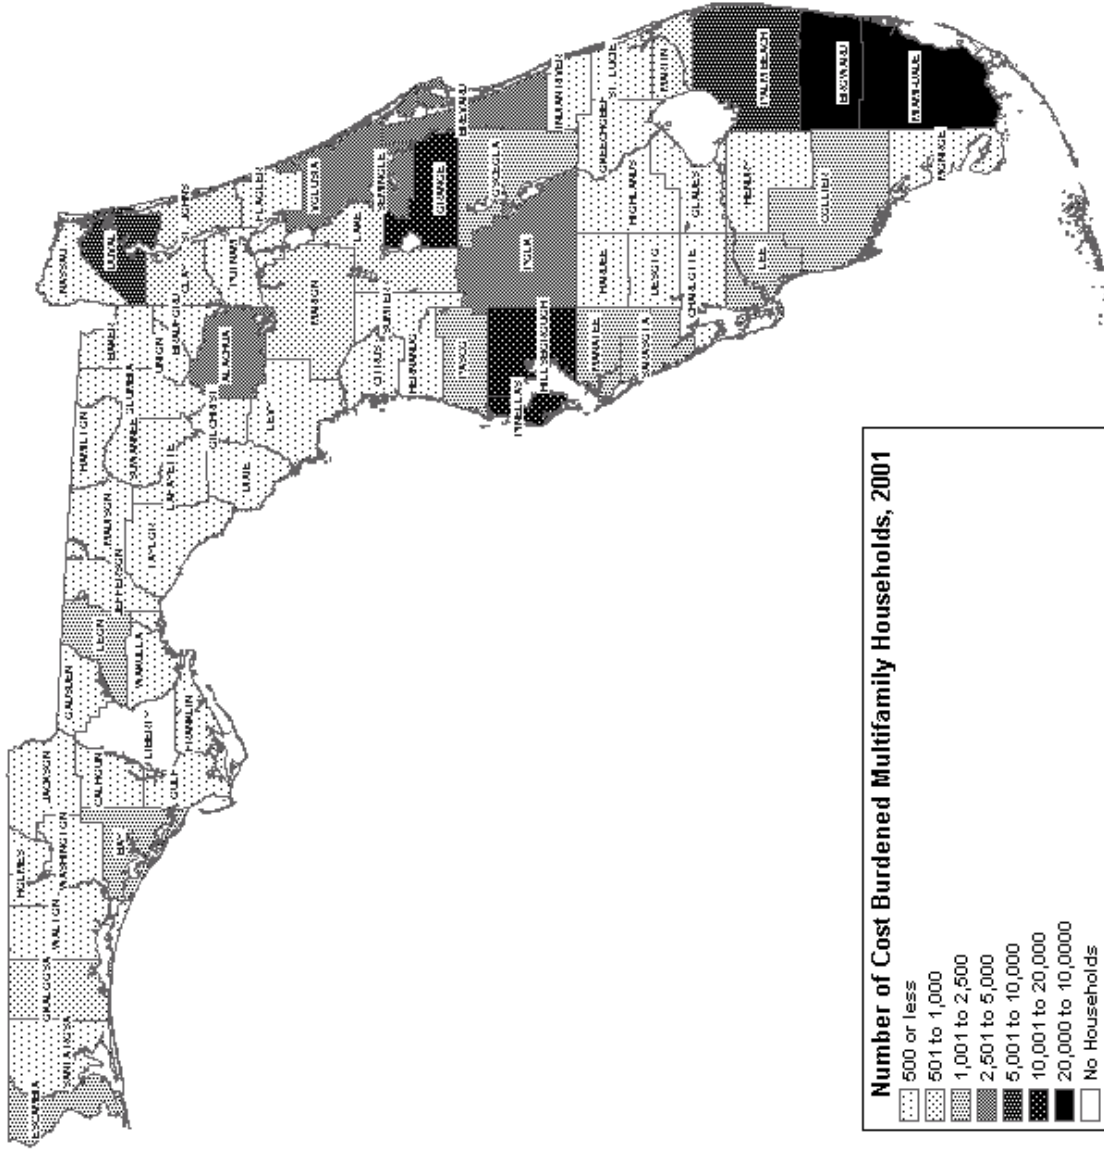 ESCAMBIA
SANTA ROSA
OKALOOSA
WALTON
HOLMES
WASHINGTON
BAY
JACKSON
CALHOUN
GULF
LIBERTY
GADSDEN
FRANKLIN
LEON
WAKULLA
JEFFERSON
MADISON
TAYLOR
HAMILTON
SUWANNEE
LAFAYETTE
DIXIE
COLUMBIA
GILCHRIST
LEVY
BAKER
UNION
BRADFORD
ALACHUA
NASSAU
DUVAL
CLAY
ST. JOHNS
PUTNAM
FLAGLER
MARION
VOLUSIA
CITRUS
SUMTER
LAKE
SEMINOLE
HERNANDO
ORANGE
BREVARD
PASCO
OSCEOLA
PINELLAS
HILLSBOROUGH
POLK
INDIAN RIVER
MANATEE
HARDEE
HIGHLANDS
OKEECHOBEE
ST. LUCIE
SARASOTA
DESOTO
MARTIN
CHARLOTTE
GLADES
LEE
HENDRY
PALM BEACH
COLLIER
BROWARD
MONROE
MIAMI-DADE
Number of Cost Burdened Multifamily Households, 2001
500 or less
501 to 1,000
1,001 to 2,500
2,501 to 5,000
5,001 to 10,000
10,001 to 20,000
20,000 to 10,0000
No Households